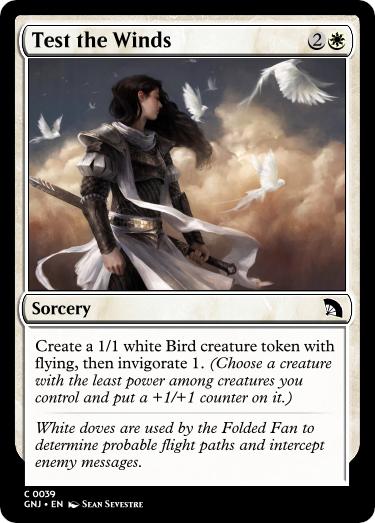 Test the Winds 2
Sorcery
Create a 1/1 white Bird creature token with
flying, then invigorate 1. (Choose a creature
with the least power among creatures you
control and put a +1/+1 counter on it.)
White doves are used by the Folded Fan to
determine probable flight paths and intercept
enemy messages.
C 0039
GNJ • EN Sean Sevestre